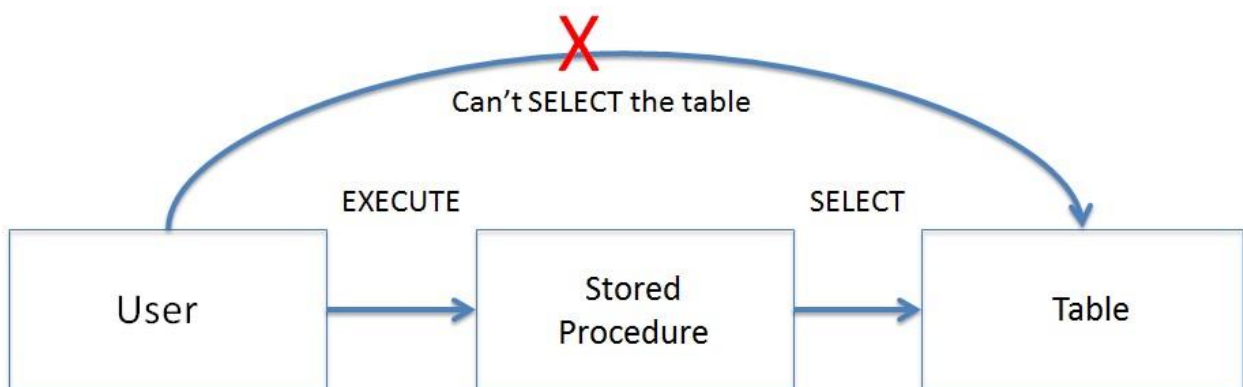 X
Can’t SELECT the table
EXECUTE
SELECT
User
Stored
Procedure
Table